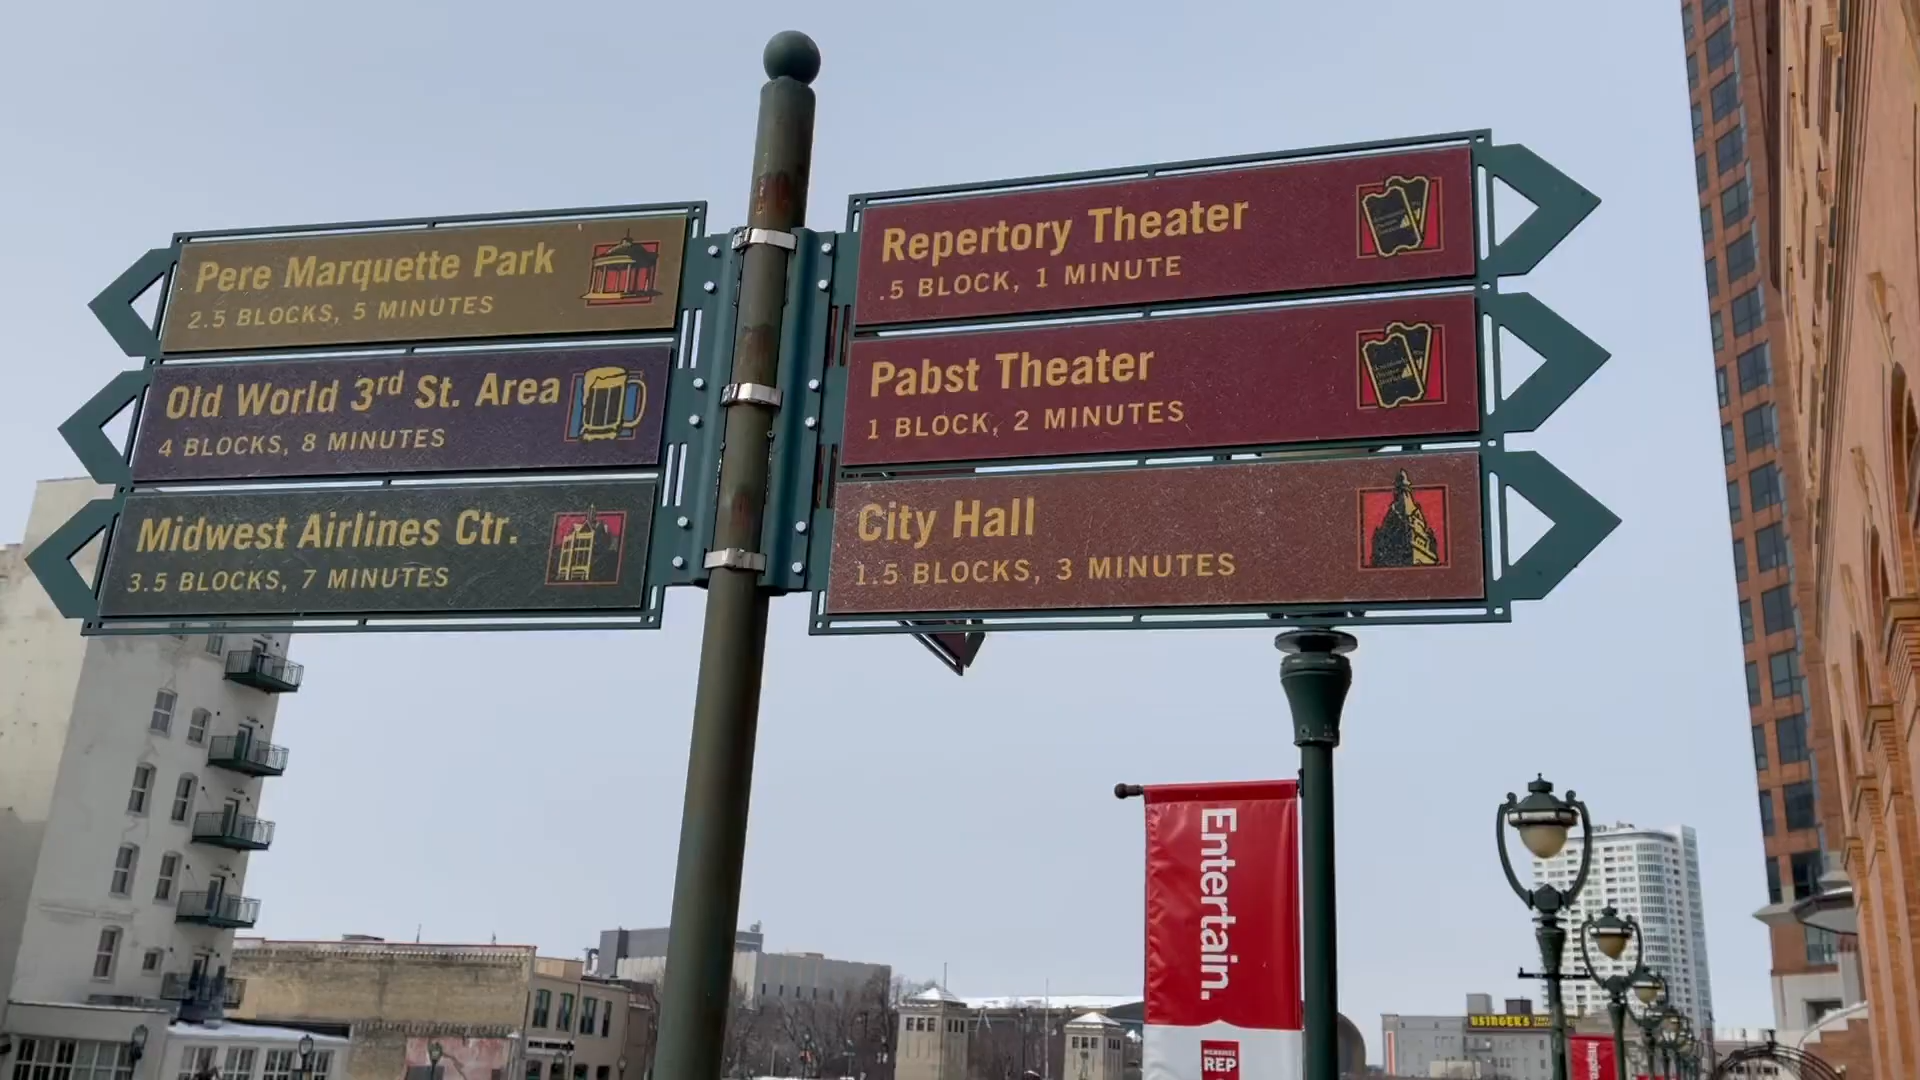 Pere Marquette Park
2.5 BLOCKS, 5 MINUTES
Old World 3rd St. Area
4 BLOCKS, 8 MINUTES
Midwest Airlines Ctr.
3.5 BLOCKS, 7 MINUTES
Repertory Theater
.5 BLOCK, 1 MINUTE
Pabst Theater
1 BLOCK, 2 MINUTES
City Hall
1.5 BLOCKS, 3 MINUTES
Entertain.
MILWAUKEE
REP
USINGER'S
Inspire.